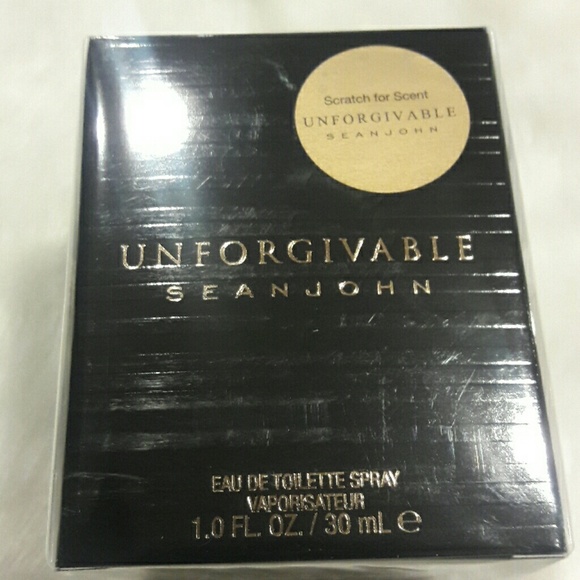 Scratch for Scent
UNFORGIVABLE
SEANJOHN
UNFORGIVABLE
SEANJOHN
EAU DE TOILETTE SPRAY
VAPORISATEUR
1.0 FL. OZ. / 30 mL ℮